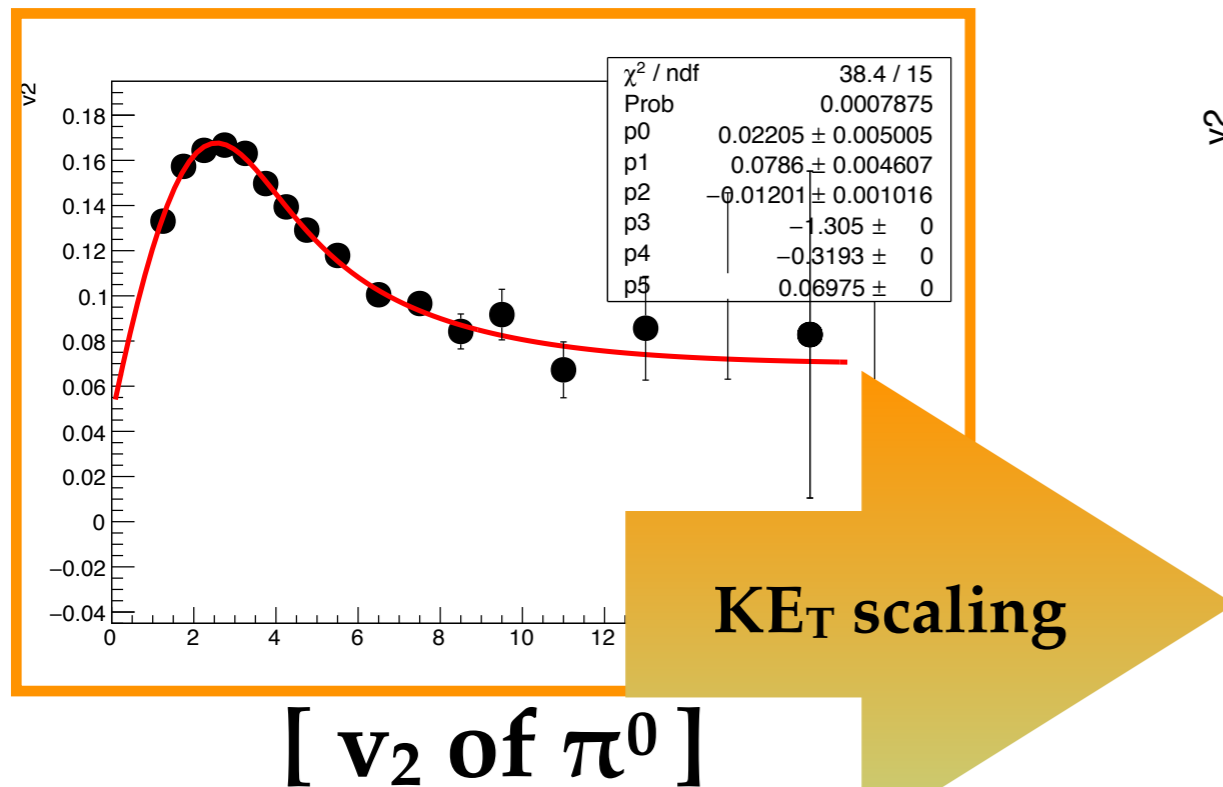 v2
χ² / ndf 38.4 / 15
Prob 0.0007875
p0 0.02205 ± 0.005005
p1 0.0786 ± 0.004607
p2 −0.01201 ± 0.001016
p3 −1.305 ± 0
p4 −0.3193 ± 0
p5 0.06975 ± 0
0.18
0.16
0.14
0.12
0.1
0.08
0.06
0.04
0.02
0
−0.02
−0.04
0 2 4 6 8 10 12
v2
KE_T scaling
[ v₂ of π⁰ ]